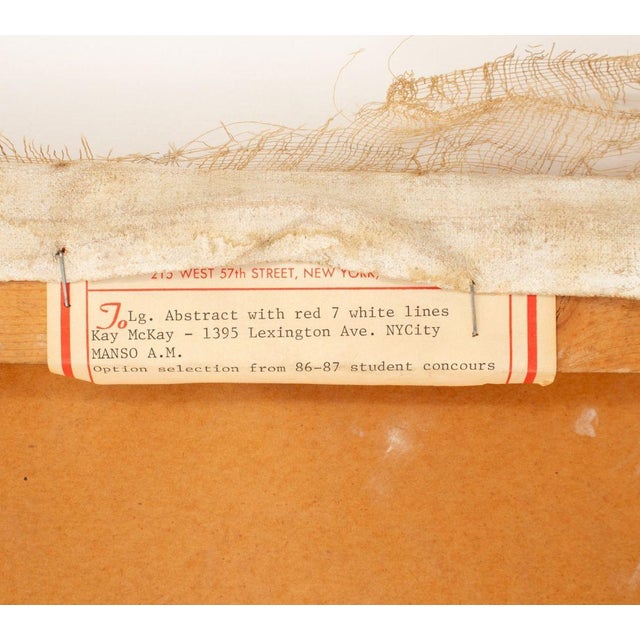 215 WEST 57th STREET, NEW YORK,
To Lg. Abstract with red 7 white lines
Kay McKay - 1395 Lexington Ave. NYCity
MANSO A.M.
Option selection from 86-87 student concours